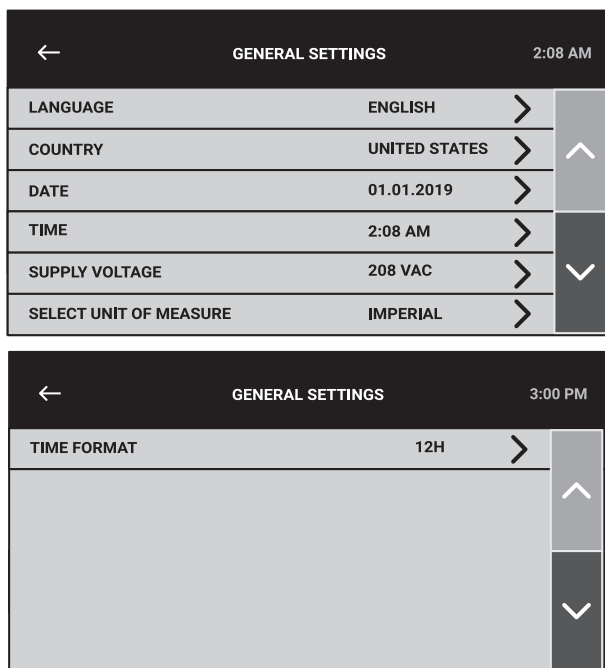 GENERAL SETTINGS 2:08 AM
LANGUAGE ENGLISH
COUNTRY UNITED STATES
DATE 01.01.2019
TIME 2:08 AM
SUPPLY VOLTAGE 208 VAC
SELECT UNİT OF MEASURE IMPERIAL
GENERAL SETTINGS 3:00 PM
TIME FORMAT 12H